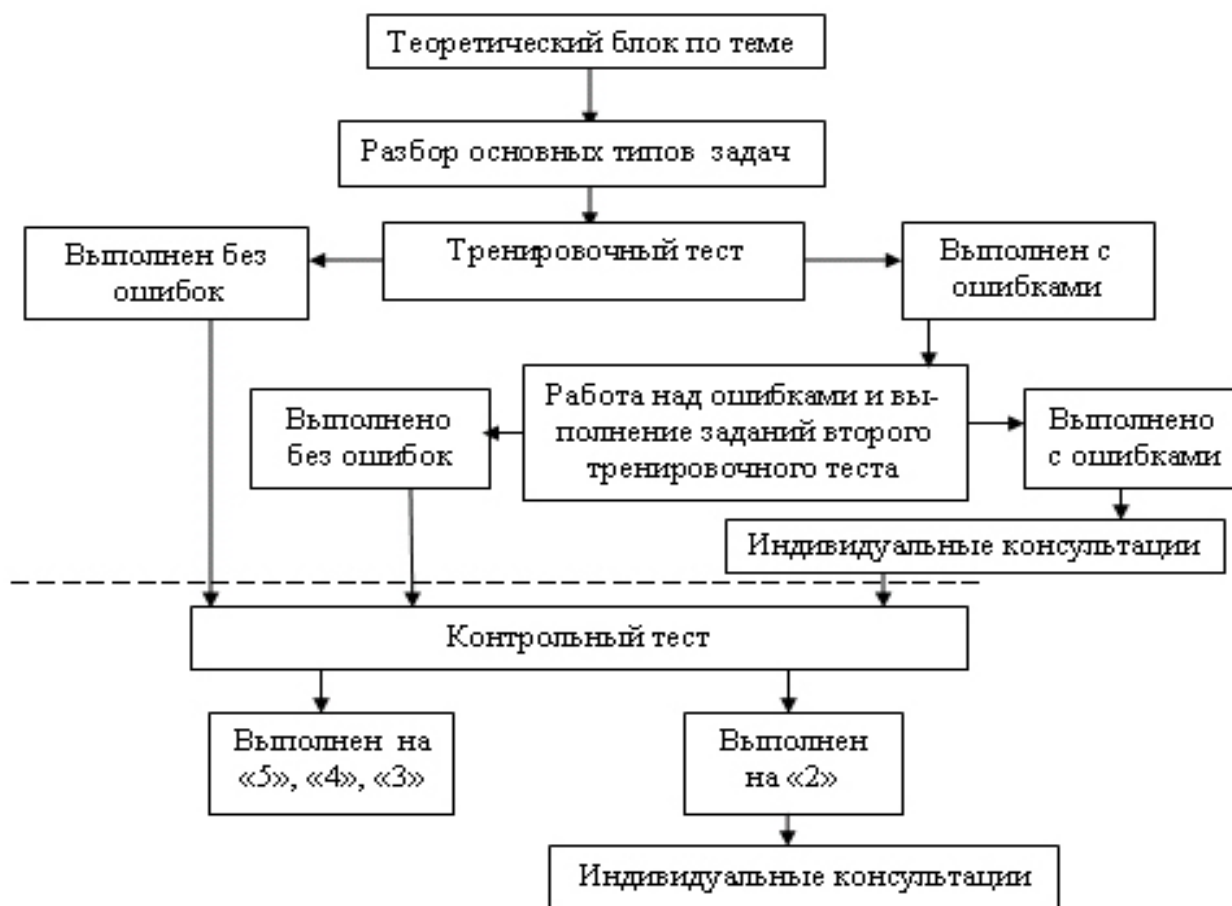 Теоретический блок по теме
Разбор основных типов задач
Тренировочный тест
Выполнен без
ошибок
Выполнен с
ошибками
Работа над ошибками и вы-
полнение заданий второго
тренировочного теста
Выполнено
без ошибок
Выполнено
с ошибками
Индивидуальные консультации
Контрольный тест
Выполнен на
«5», «4», «3»
Выполнен
на «2»
Индивидуальные консультации